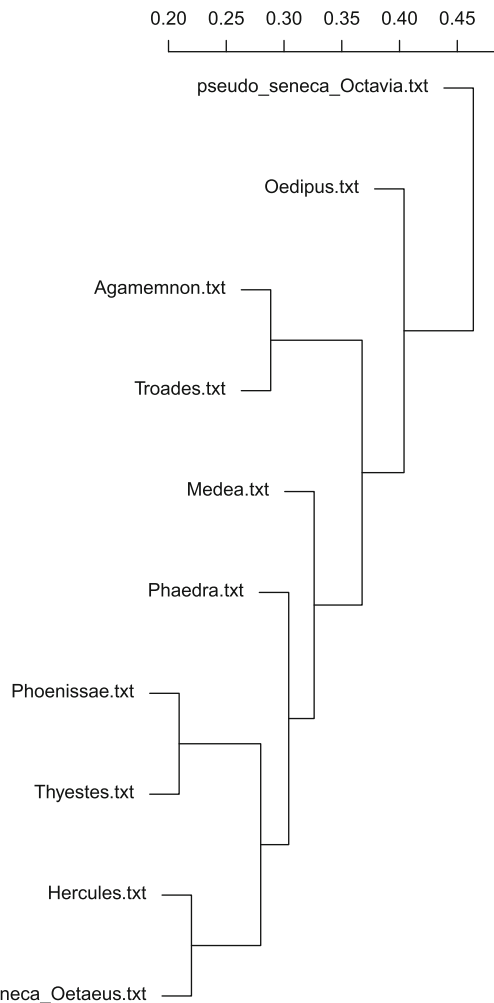 0.20 0.25 0.30 0.35 0.40 0.45
pseudo_seneca_Octavia.txt
Oedipus.txt
Agamemnon.txt
Troades.txt
Medea.txt
Phaedra.txt
Phoenissae.txt
Thyestes.txt
Hercules.txt
neca_Oetaeus.txt